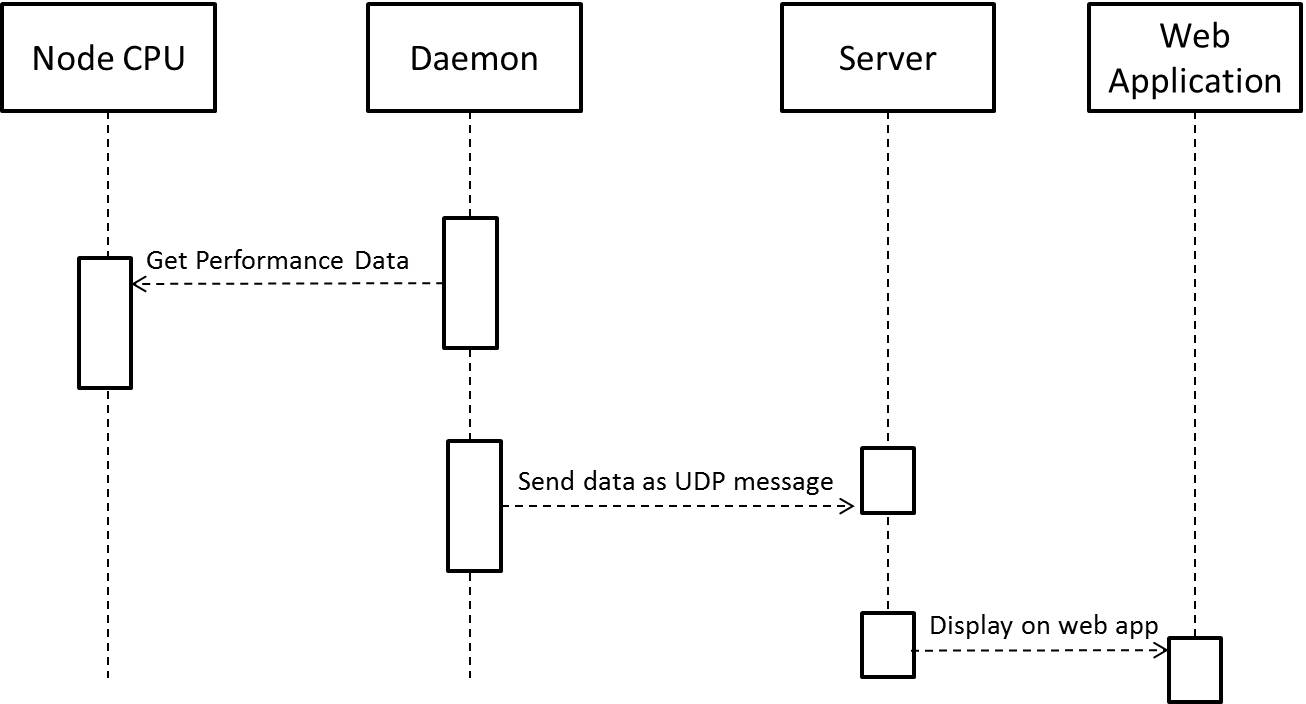 Node CPU
Daemon
Server
Web
Application
Get Performance Data
Send data as UDP message
Display on web app